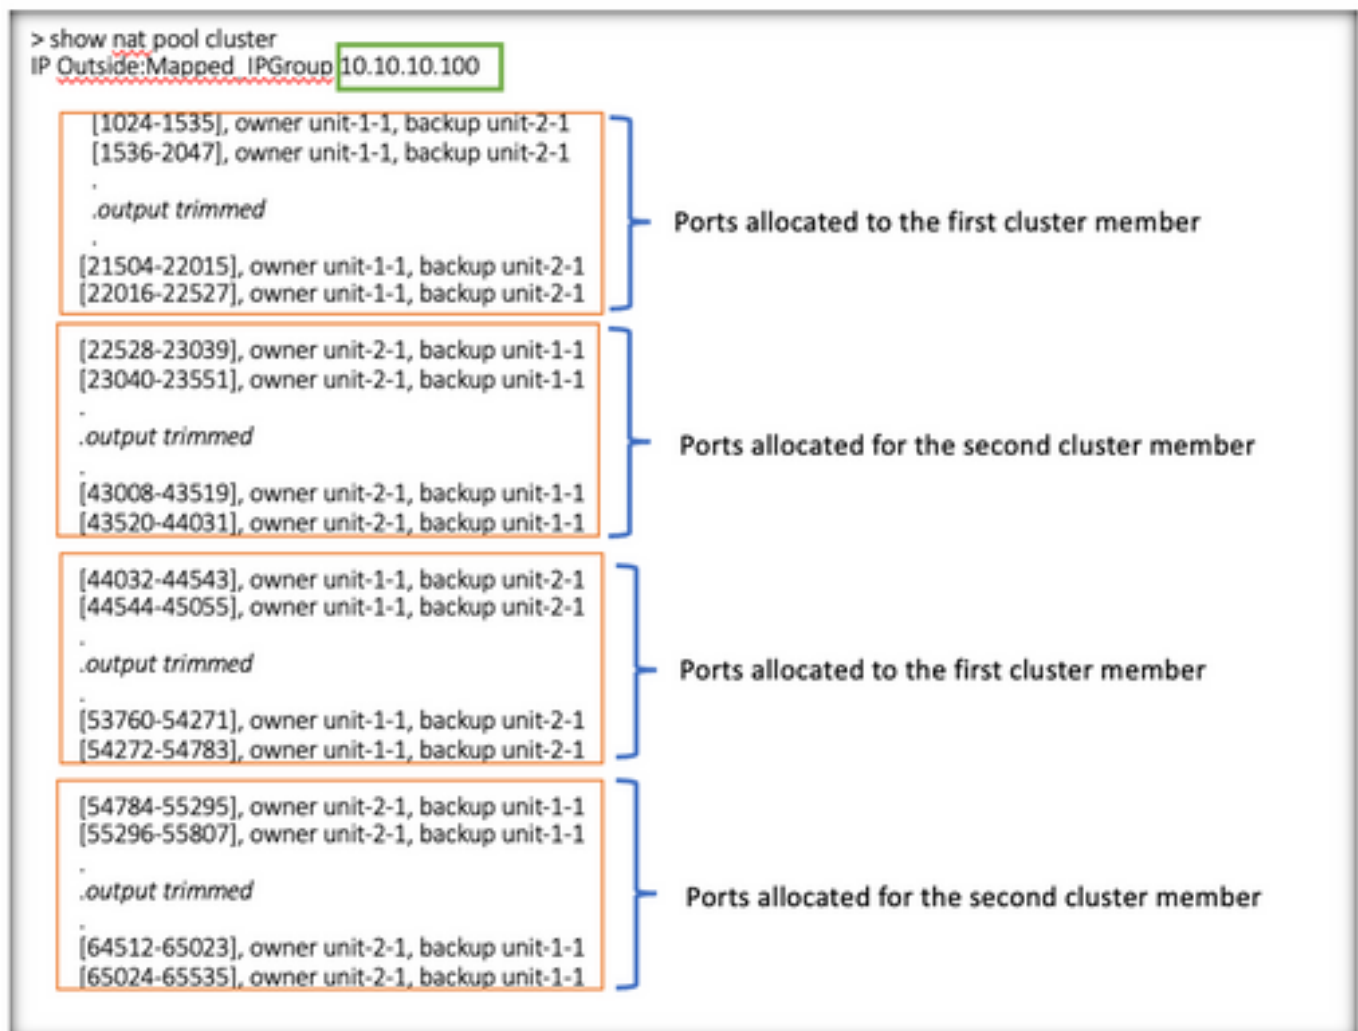 > show nat pool cluster
IP Outside:Mapped_IPGroup 10.10.10.100
[1024-1535], owner unit-1-1, backup unit-2-1
[1536-2047], owner unit-1-1, backup unit-2-1
.
.output trimmed
.
[21504-22015], owner unit-1-1, backup unit-2-1
[22016-22527], owner unit-1-1, backup unit-2-1
Ports allocated to the first cluster member
[22528-23039], owner unit-2-1, backup unit-1-1
[23040-23551], owner unit-2-1, backup unit-1-1
.
.output trimmed
.
[43008-43519], owner unit-2-1, backup unit-1-1
[43520-44031], owner unit-2-1, backup unit-1-1
Ports allocated for the second cluster member
[44032-44543], owner unit-1-1, backup unit-2-1
[44544-45055], owner unit-1-1, backup unit-2-1
.
.output trimmed
.
[53760-54271], owner unit-1-1, backup unit-2-1
[54272-54783], owner unit-1-1, backup unit-2-1
Ports allocated to the first cluster member
[54784-55295], owner unit-2-1, backup unit-1-1
[55296-55807], owner unit-2-1, backup unit-1-1
.
.output trimmed
.
[64512-65023], owner unit-2-1, backup unit-1-1
[65024-65535], owner unit-2-1, backup unit-1-1
Ports allocated for the second cluster member